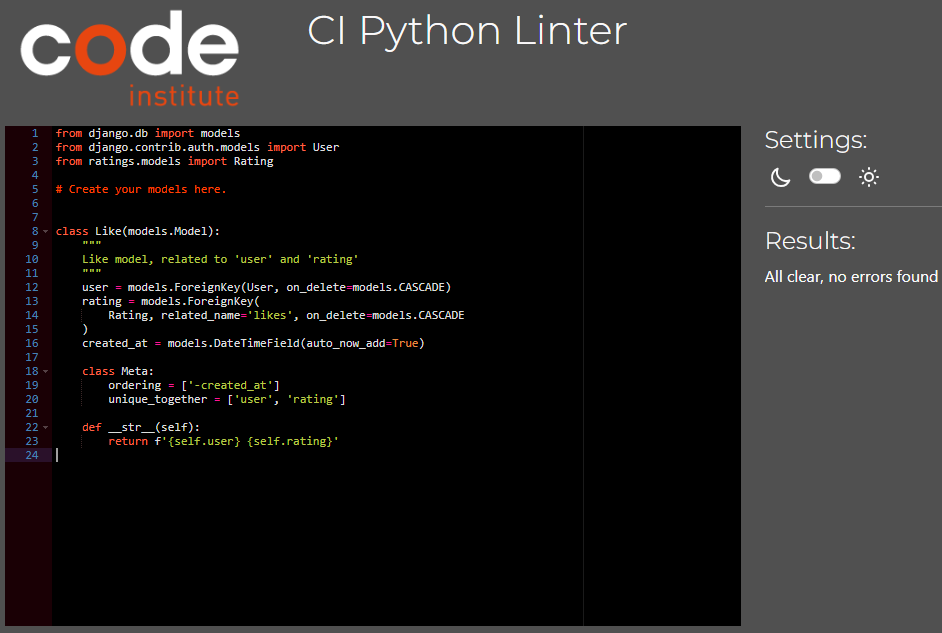 code
institute
CI Python Linter
1 from django.db import models
2 from django.contrib.auth.models import User
3 from ratings.models import Rating
4
5 # Create your models here.
6
7
8 class Like(models.Model):
9     """
10     Like model, related to 'user' and 'rating'
11     """
12     user = models.ForeignKey(User, on_delete=models.CASCADE)
13     rating = models.ForeignKey(
14         Rating, related_name='likes', on_delete=models.CASCADE
15     )
16     created_at = models.DateTimeField(auto_now_add=True)
17
18     class Meta:
19         ordering = ['-created_at']
20         unique_together = ['user', 'rating']
21
22     def __str__(self):
23         return f'{self.user} {self.rating}'
24
Settings:
Results:
All clear, no errors found